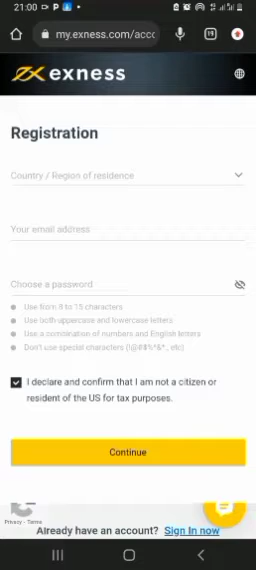 21:00
my.exness.com/accc
19
exness
Registration
Country / Region of residence
Your email address
Choose a password
Use from 8 to 15 characters
Use both uppercase and lowercase letters
Use a combination of numbers and English letters
Don't use special characters (!@#$%^&*., etc)
I declare and confirm that I am not a citizen or
resident of the US for tax purposes.
Continue
Privacy - Terms
Already have an account? Sign In now